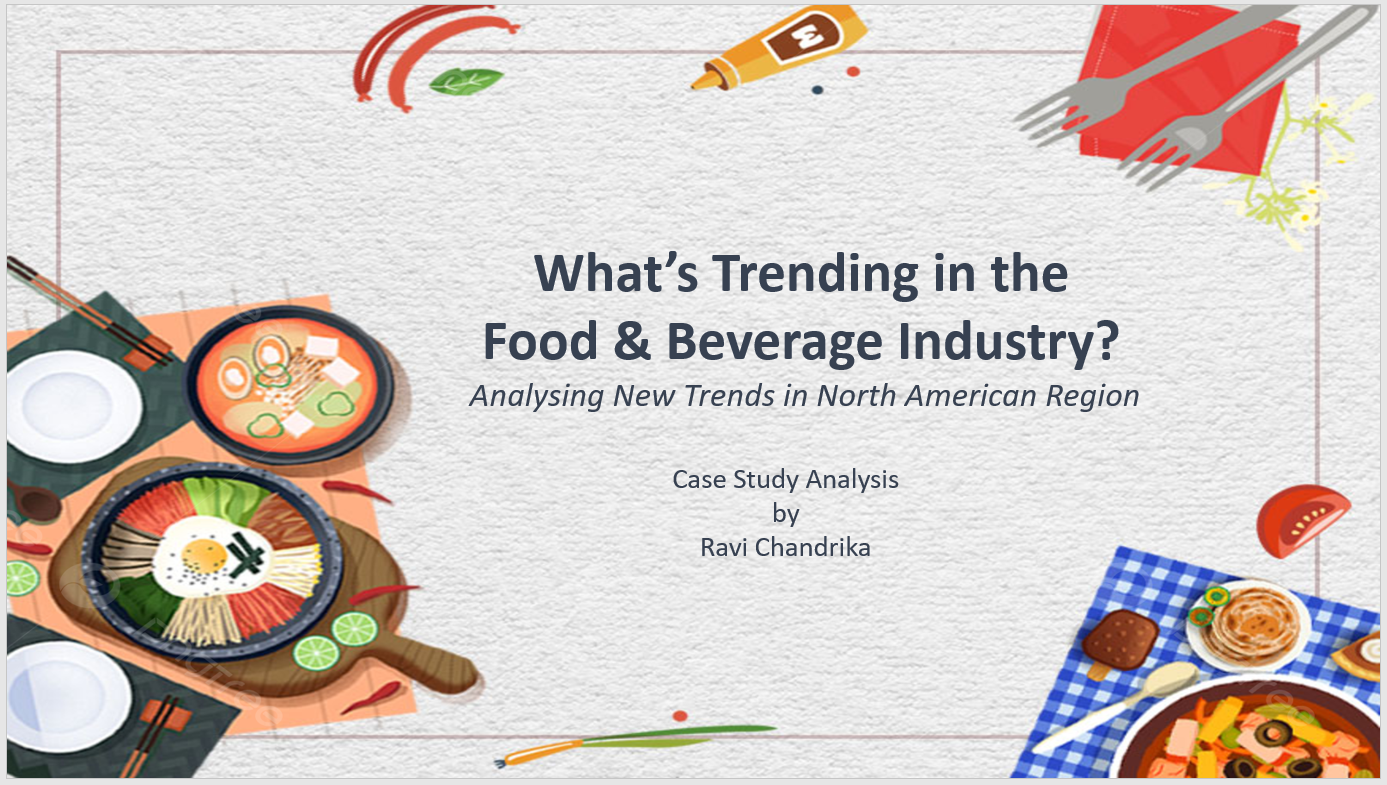 What’s Trending in the
Food & Beverage Industry?
Analysing New Trends in North American Region
Case Study Analysis
by
Ravi Chandrika